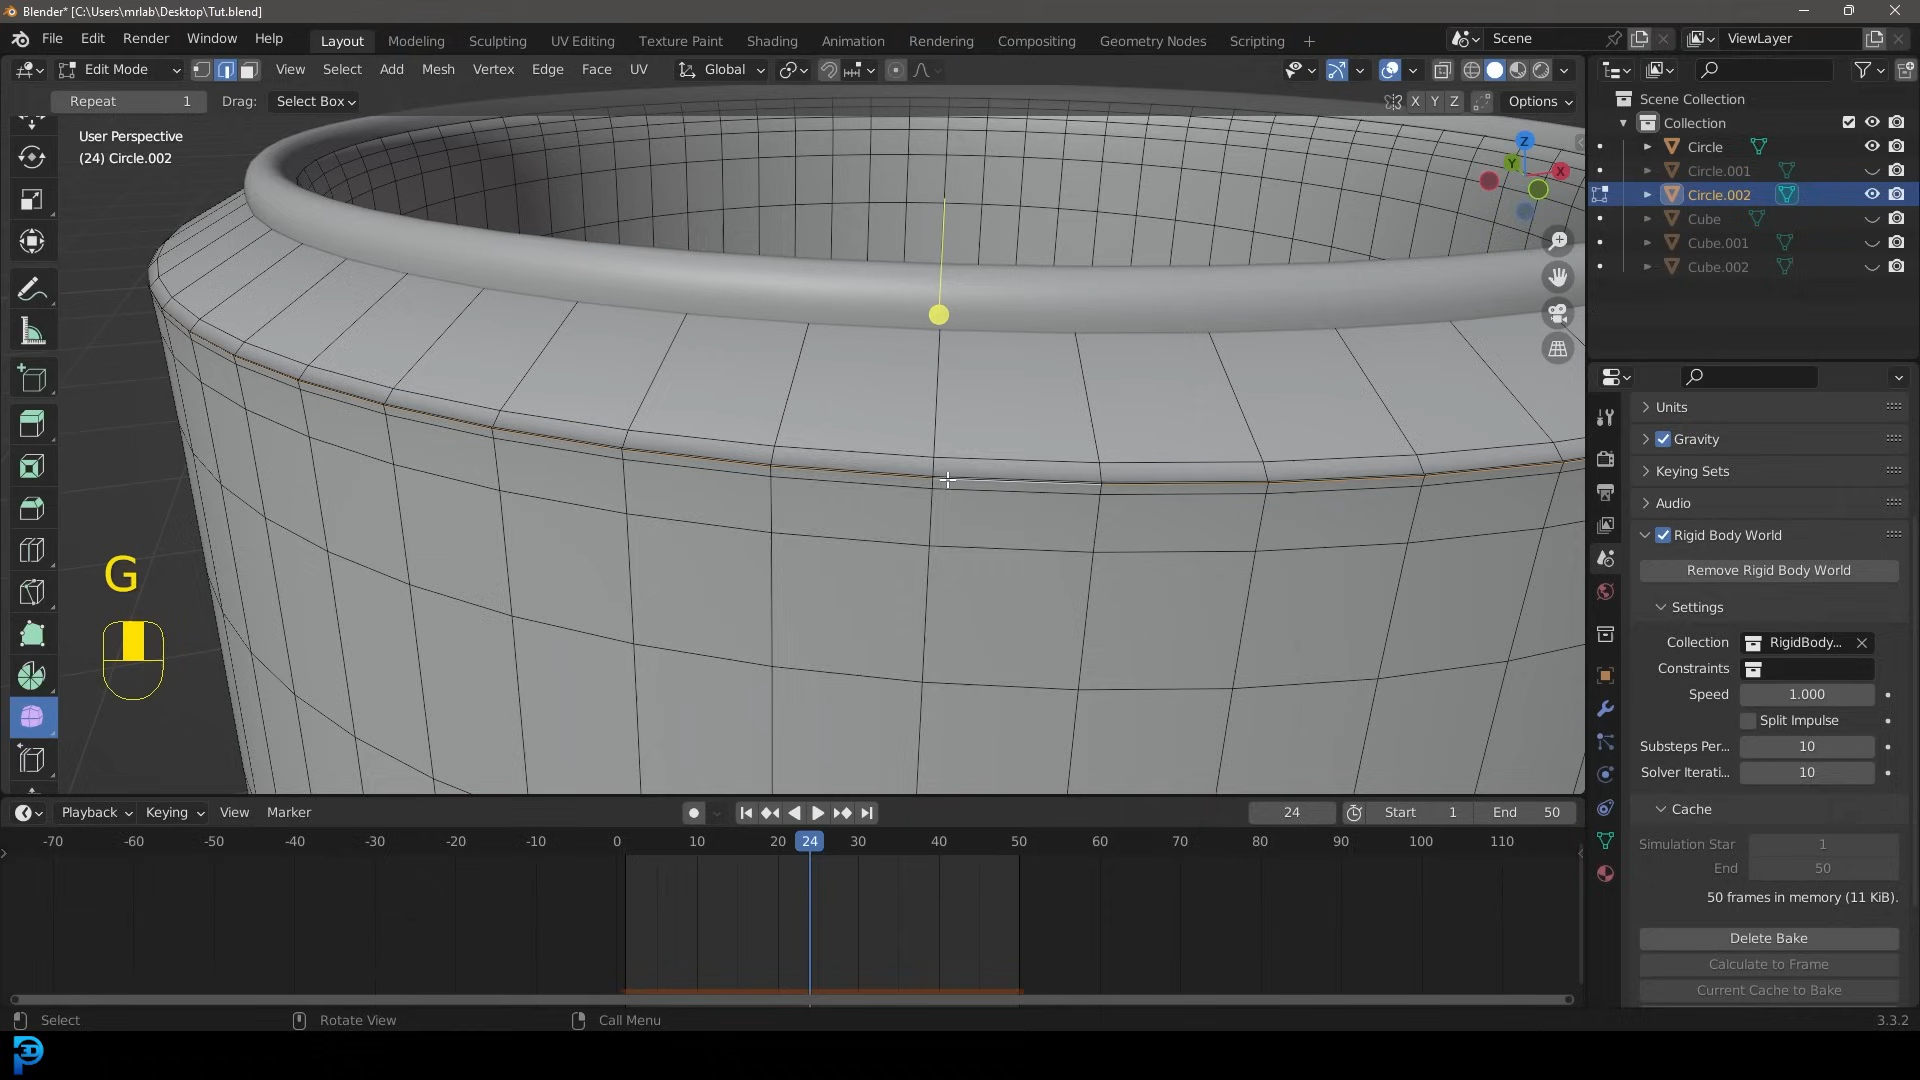 Blender* [C:\Users\mrlab\Desktop\Tut.blend]
File Edit Render Window Help Layout Modeling Sculpting UV Editing Texture Paint Shading Animation Rendering Compositing Geometry Nodes Scripting + Scene ViewLayer
Edit Mode View Select Add Mesh Vertex Edge Face UV Global
Repeat 1 Drag: Select Box X Y Z Options
User Perspective
(24) Circle.002
Z
Y
X
G
Scene Collection
Collection
Circle
Circle.001
Circle.002
Cube
Cube.001
Cube.002
Units
Gravity
Keying Sets
Audio
Rigid Body World
Remove Rigid Body World
Settings
Collection RigidBody...
Constraints
Speed 1.000
Split Impulse
Substeps Per... 10
Solver Iterati... 10
Cache
Simulation Star 1
End 50
50 frames in memory (11 KiB).
Delete Bake
Calculate to Frame
Current Cache to Bake
Playback Keying View Marker 24 Start 1 End 50
-70 -60 -50 -40 -30 -20 -10 0 10 20 24 30 40 50 60 70 80 90 100 110
Select Rotate View Call Menu 3.3.2